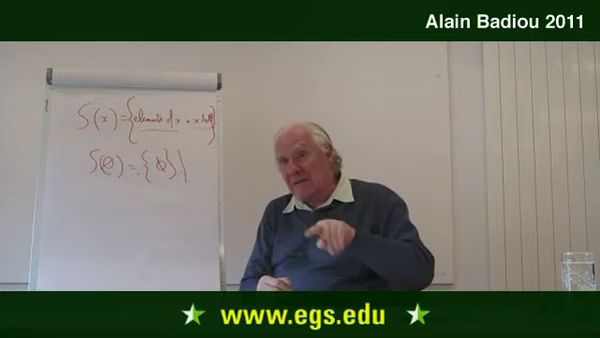 Alain Badiou 2011
S(x) = {elements of x + x itself}
S(∅) = {∅}
www.egs.edu